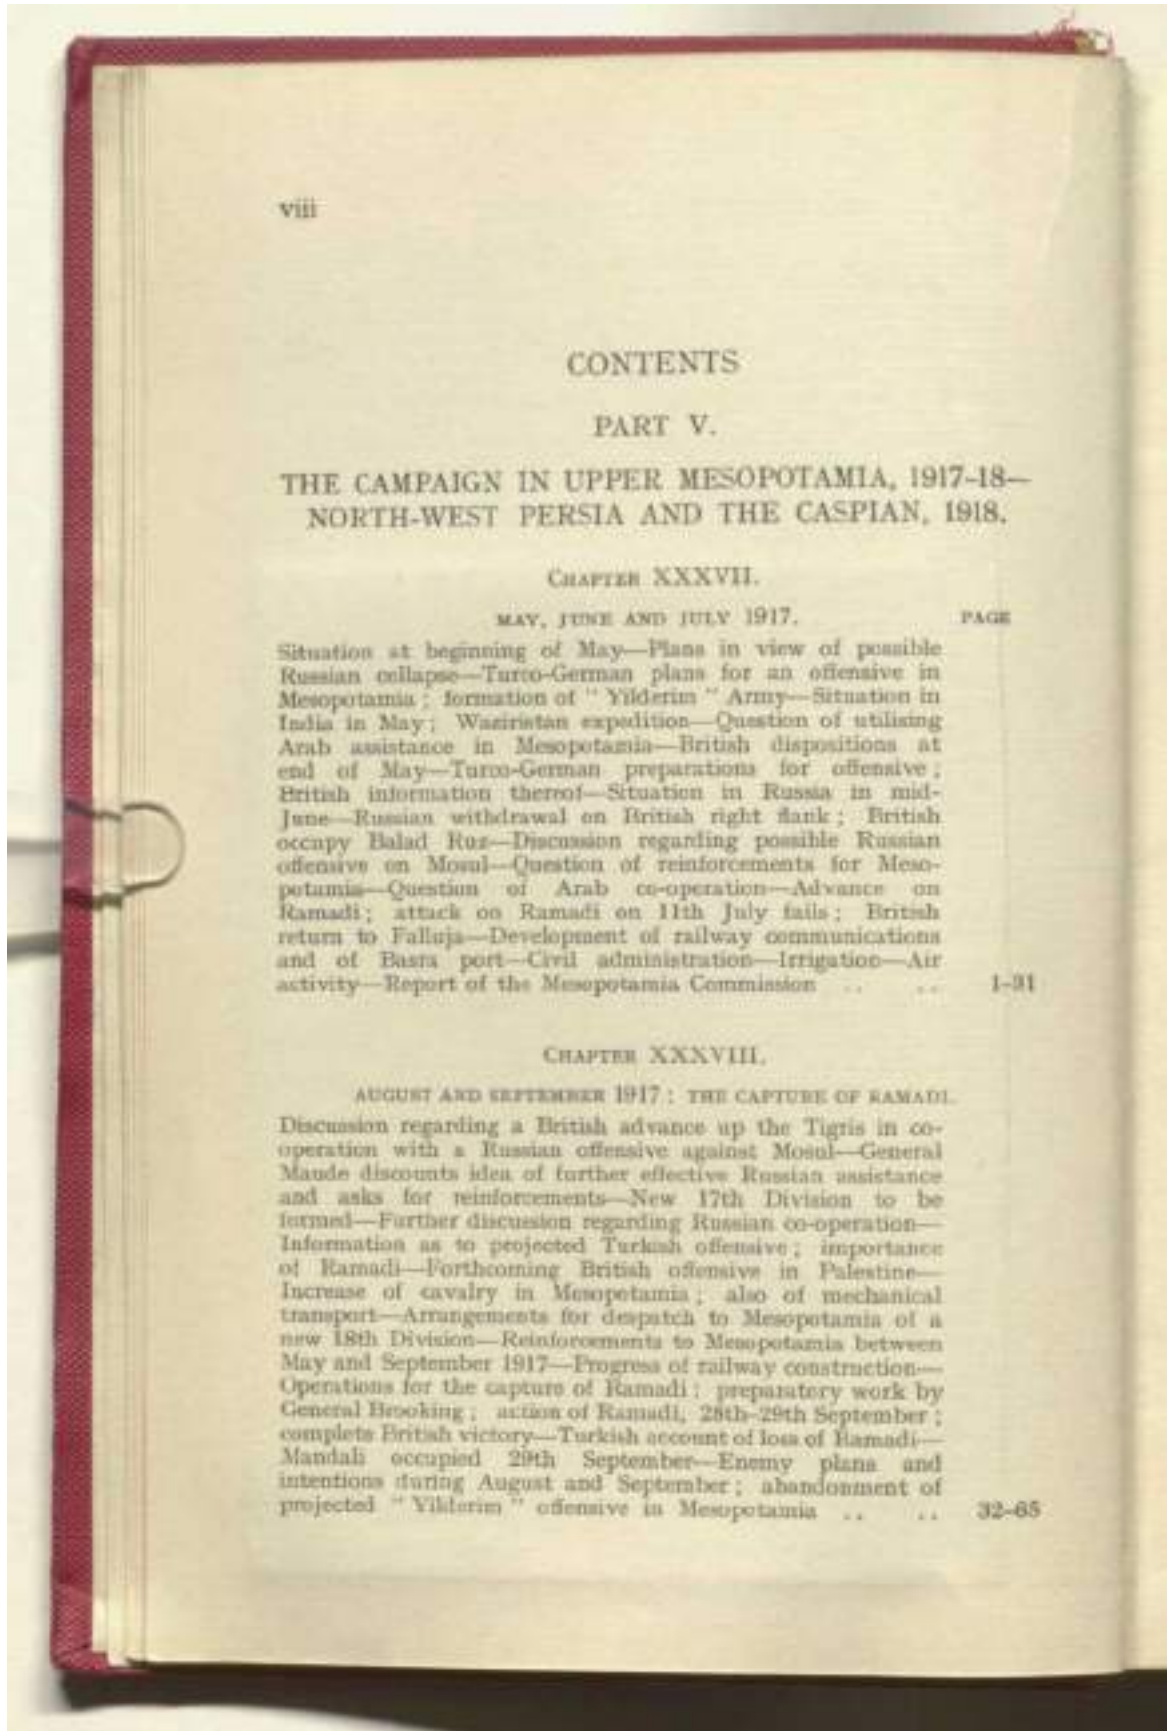 viii
CONTENTS
PART V.
THE CAMPAIGN IN UPPER MESOPOTAMIA, 1917-18—
NORTH-WEST PERSIA AND THE CASPIAN, 1918.
CHAPTER XXXVII.
MAY, JUNE AND JULY 1917. PAGE
Situation at beginning of May—Plans in view of possible
Russian collapse—Turco-German plans for an offensive in
Mesopotamia; formation of "Yilderim" Army—Situation in
India in May; Waziristan expedition—Question of utilising
Arab assistance in Mesopotamia—British dispositions at
end of May—Turco-German preparations for offensive;
British information thereof—Situation in Russia in mid-
June—Russian withdrawal on British right flank; British
occupy Balad Ruz—Discussion regarding possible Russian
offensive on Mosul—Question of reinforcements for Meso-
potamia—Question of Arab co-operation—Advance on
Ramadi; attack on Ramadi on 11th July fails; British
return to Falluja—Development of railway communications
and of Basra port—Civil administration—Irrigation—Air
activity—Report of the Mesopotamia Commission .. .. 1-31
CHAPTER XXXVIII.
AUGUST AND SEPTEMBER 1917: THE CAPTURE OF RAMADI.
Discussion regarding a British advance up the Tigris in co-
operation with a Russian offensive against Mosul—General
Maude discounts idea of further effective Russian assistance
and asks for reinforcements—New 17th Division to be
formed—Further discussion regarding Russian co-operation—
Information as to projected Turkish offensive; importance
of Ramadi—Forthcoming British offensive in Palestine—
Increase of cavalry in Mesopotamia; also of mechanical
transport—Arrangements for despatch to Mesopotamia of a
new 18th Division—Reinforcements to Mesopotamia between
May and September 1917—Progress of railway construction—
Operations for the capture of Ramadi; preparatory work by
General Brooking; action of Ramadi, 28th-29th September;
complete British victory—Turkish account of loss of Ramadi—
Mandali occupied 29th September—Enemy plans and
intentions during August and September; abandonment of
projected "Yilderim" offensive in Mesopotamia .. .. 32-65